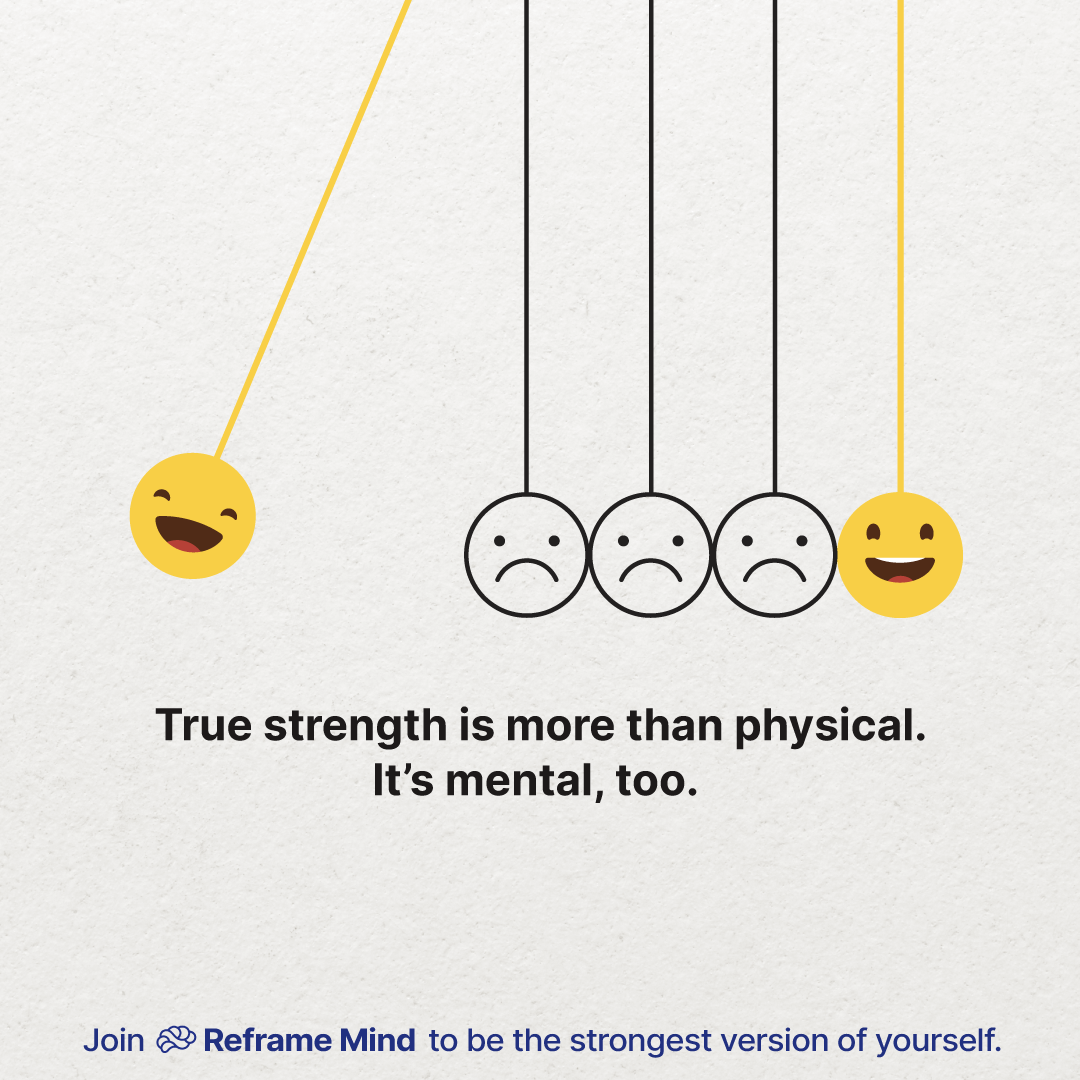 True strength is more than physical.
It’s mental, too.
Join Reframe Mind to be the strongest version of yourself.